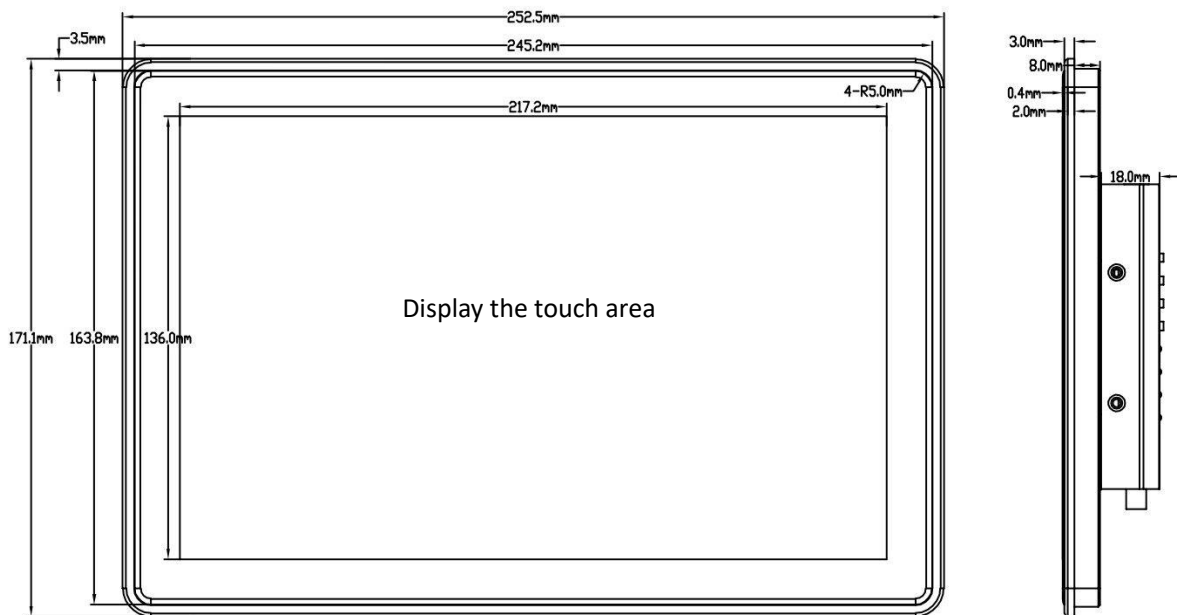 252.5mm
3.5mm
245.2mm
3.0mm
8.0mm
4-R5.0mm
0.4mm
217.2mm
2.0mm
18.0mm
Display the touch area
171.1mm
163.8mm
136.0mm